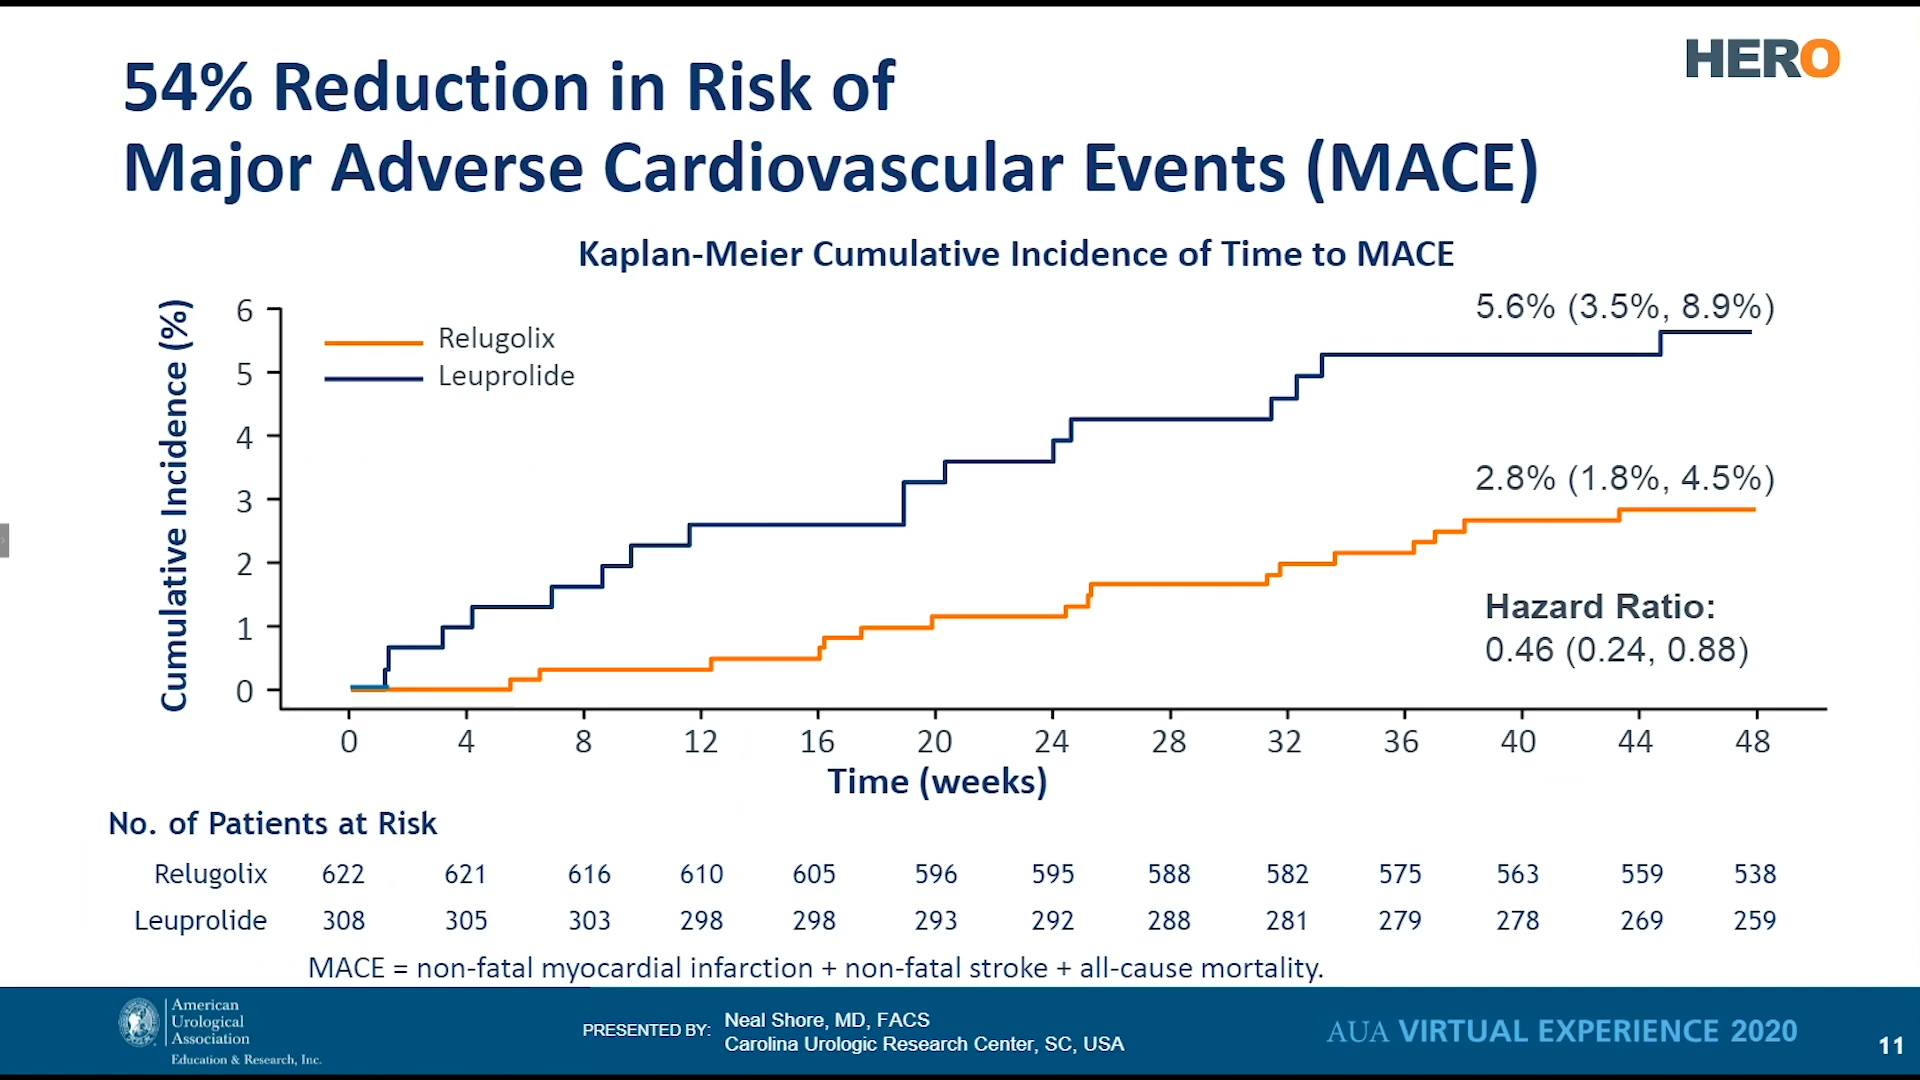 HERO
54% Reduction in Risk of
Major Adverse Cardiovascular Events (MACE)
Kaplan-Meier Cumulative Incidence of Time to MACE
Cumulative Incidence (%)
6
5
4
3
2
1
0
Relugolix
Leuprolide
5.6% (3.5%, 8.9%)
2.8% (1.8%, 4.5%)
Hazard Ratio:
0.46 (0.24, 0.88)
0 4 8 12 16 20 24 28 32 36 40 44 48
Time (weeks)
No. of Patients at Risk
Relugolix 622 621 616 610 605 596 595 588 582 575 563 559 538
Leuprolide 308 305 303 298 298 293 292 288 281 279 278 269 259
MACE = non-fatal myocardial infarction + non-fatal stroke + all-cause mortality.
American
Urological
Association
Education & Research, Inc.
PRESENTED BY:
Neal Shore, MD, FACS
Carolina Urologic Research Center, SC, USA
AUA VIRTUAL EXPERIENCE 2020
11